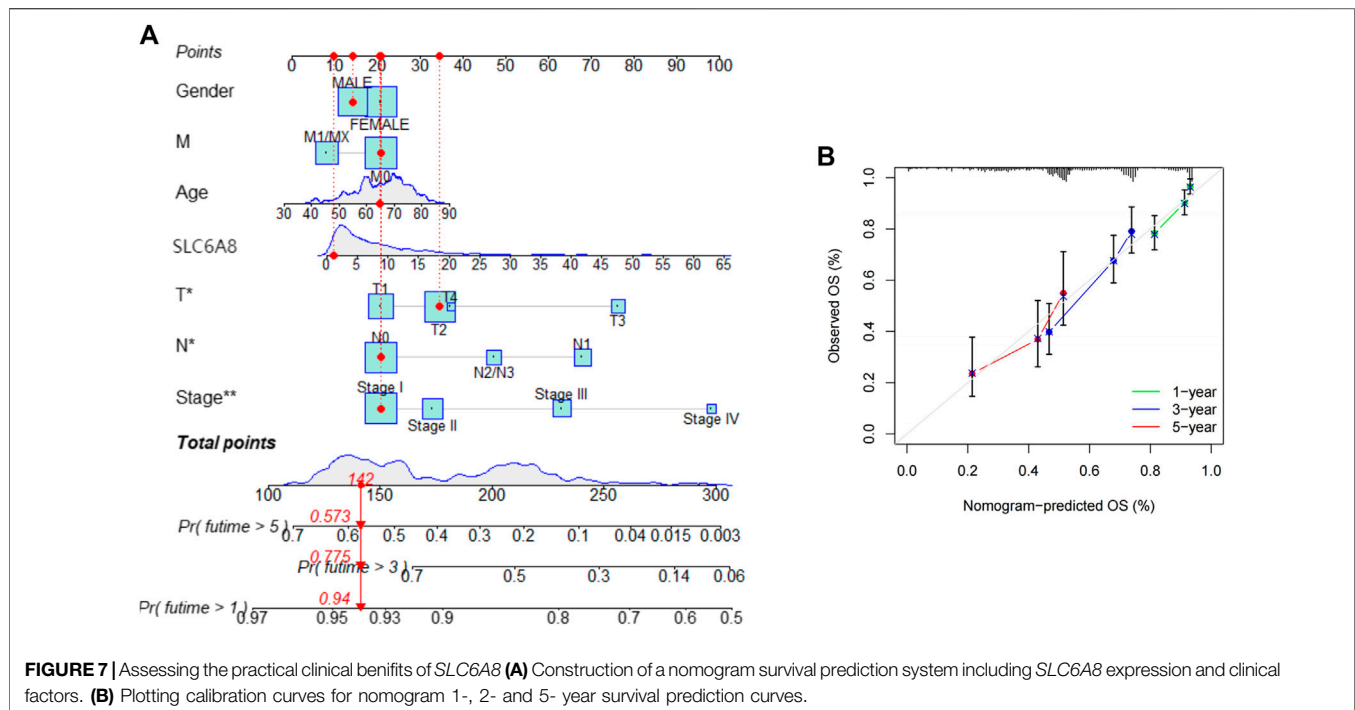 A
Points
0 10 20 30 40 50 60 70 80 90 100
Gender
MALE
FEMALE
M
M1/MX
M0
Age
30 40 50 60 70 80 90
SLC6A8
0 5 10 15 20 25 30 35 40 45 50 55 60 65
T*
T1
T4
T2
T3
N*
N0
N1
N2/N3
Stage**
Stage I
Stage III
Stage II
Stage IV
Total points
142
100 150 200 250 300
0.573
Pr( futime > 5 )
0.7 0.6 0.5 0.4 0.3 0.2 0.1 0.04 0.015 0.003
0.775
Pr( futime > 3 )
0.7 0.5 0.3 0.14 0.06
0.94
Pr( futime > 1 )
0.97 0.95 0.93 0.9 0.8 0.7 0.6 0.5
B
Observed OS (%)
1.0
0.8
0.6
0.4
0.2
0.0
1−year
3−year
5−year
0.0 0.2 0.4 0.6 0.8 1.0
Nomogram−predicted OS (%)
FIGURE 7 | Assessing the practical clinical benifits of SLC6A8 (A) Construction of a nomogram survival prediction system including SLC6A8 expression and clinical
factors. (B) Plotting calibration curves for nomogram 1-, 2- and 5- year survival prediction curves.